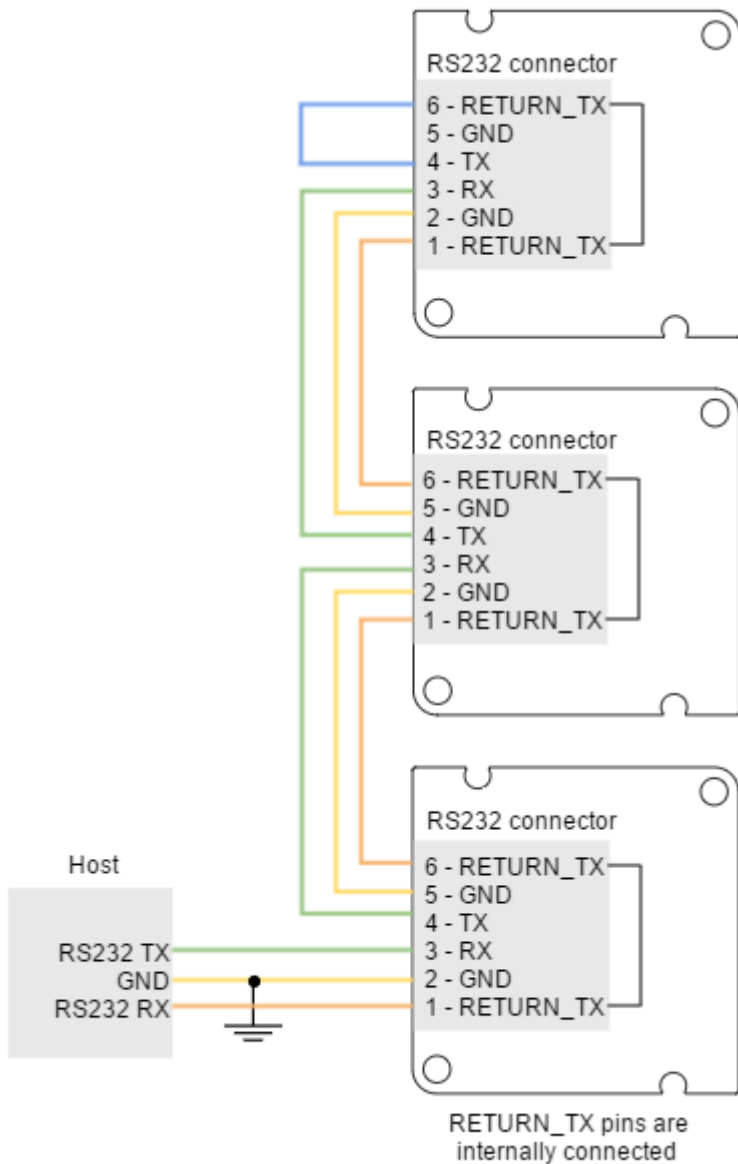 RS232 connector
6 - RETURN_TX
5 - GND
4 - TX
3 - RX
2 - GND
1 - RETURN_TX
RS232 connector
6 - RETURN_TX
5 - GND
4 - TX
3 - RX
2 - GND
1 - RETURN_TX
RS232 connector
6 - RETURN_TX
5 - GND
4 - TX
3 - RX
2 - GND
1 - RETURN_TX
Host
RS232 TX
GND
RS232 RX
RETURN_TX pins are
internally connected